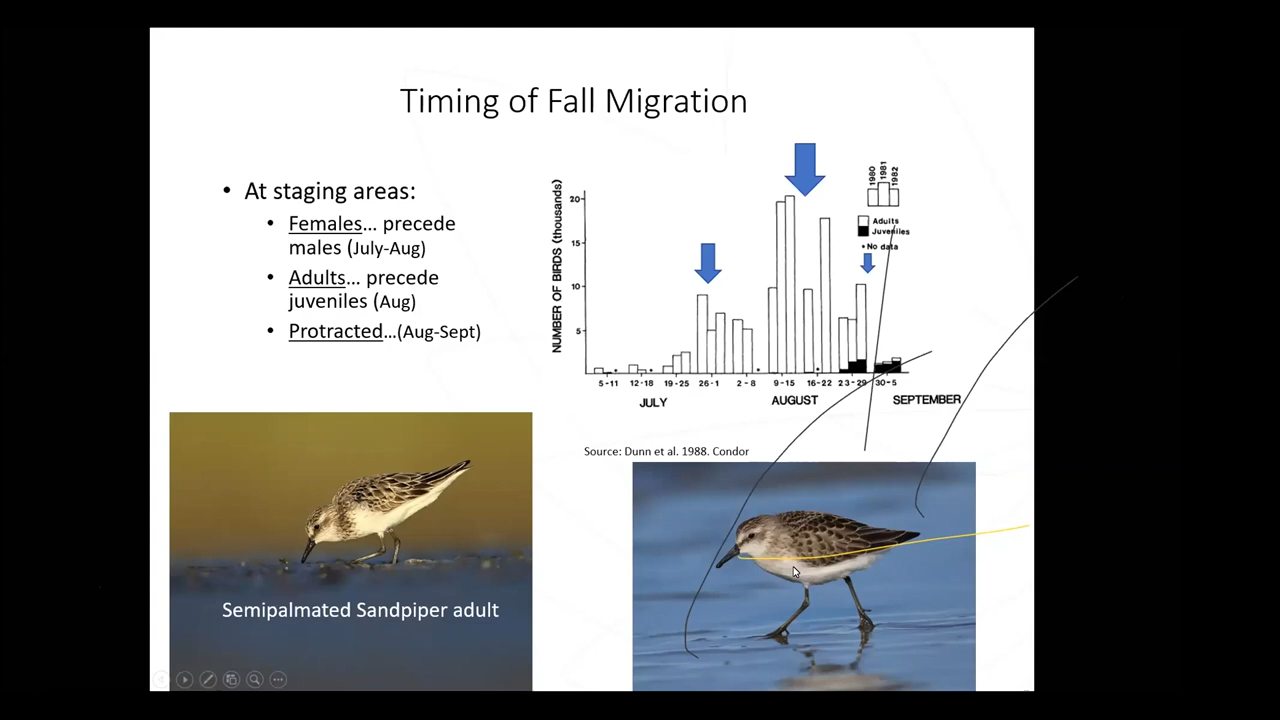 Timing of Fall Migration
• At staging areas:
• Females... precede
males (July-Aug)
• Adults... precede
juveniles (Aug)
• Protracted...(Aug-Sept)
NUMBER OF BIRDS (thousands)
20
15
10
5
1980
1981
1982
Adults
Juveniles
• No data
5-11 12-18 19-25 26-1 2-8 9-15 16-22 23-29 30-5
JULY AUGUST SEPTEMBER
Source: Dunn et al. 1988. Condor
Semipalmated Sandpiper adult